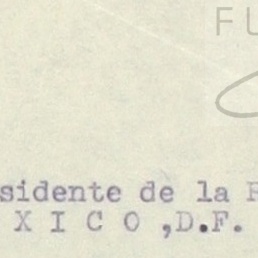 FU
sidente de la R
X I C O ,D.F.